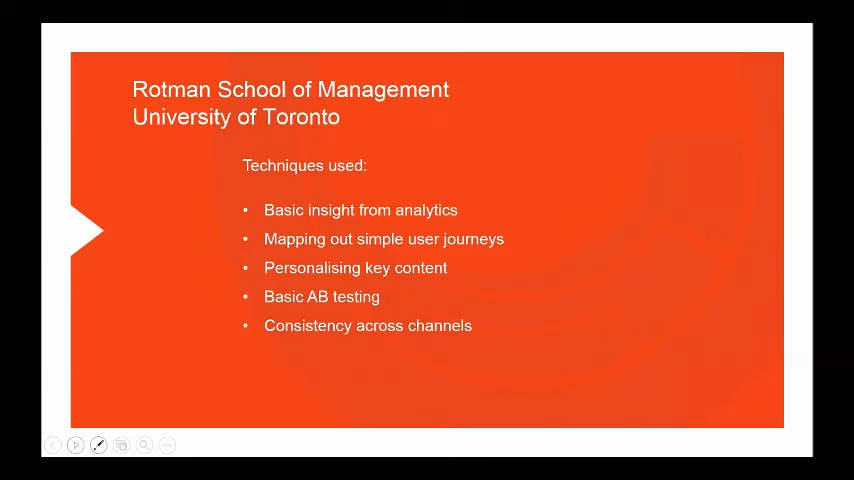 Rotman School of Management
University of Toronto
Techniques used:
• Basic insight from analytics
• Mapping out simple user journeys
• Personalising key content
• Basic AB testing
• Consistency across channels